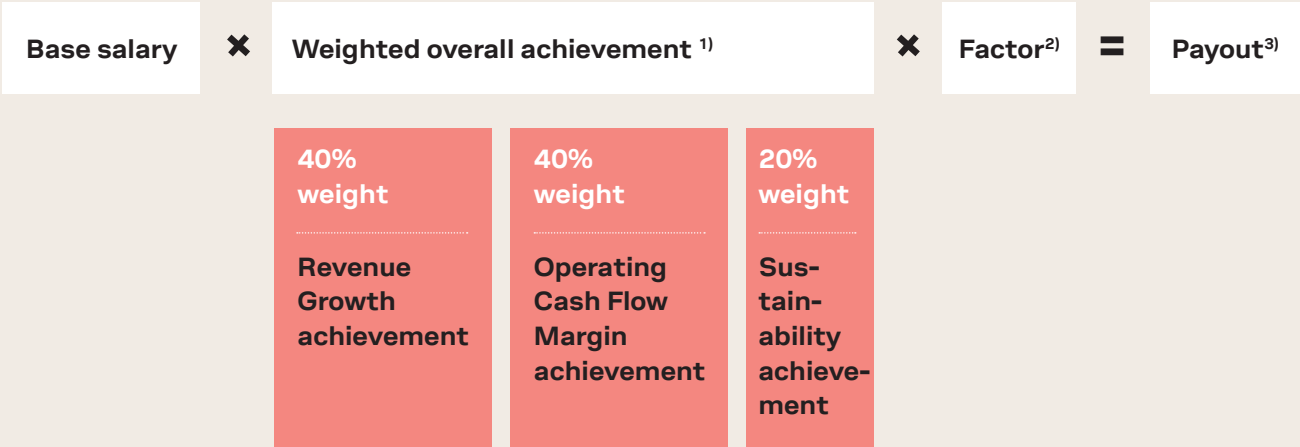 Base salary ✖ Weighted overall achievement 1) ✖ Factor2) = Payout3)
40%
weight
Revenue
Growth
achievement
40%
weight
Operating
Cash Flow
Margin
achievement
20%
weight
Sus-
tain-
ability
achieve-
ment